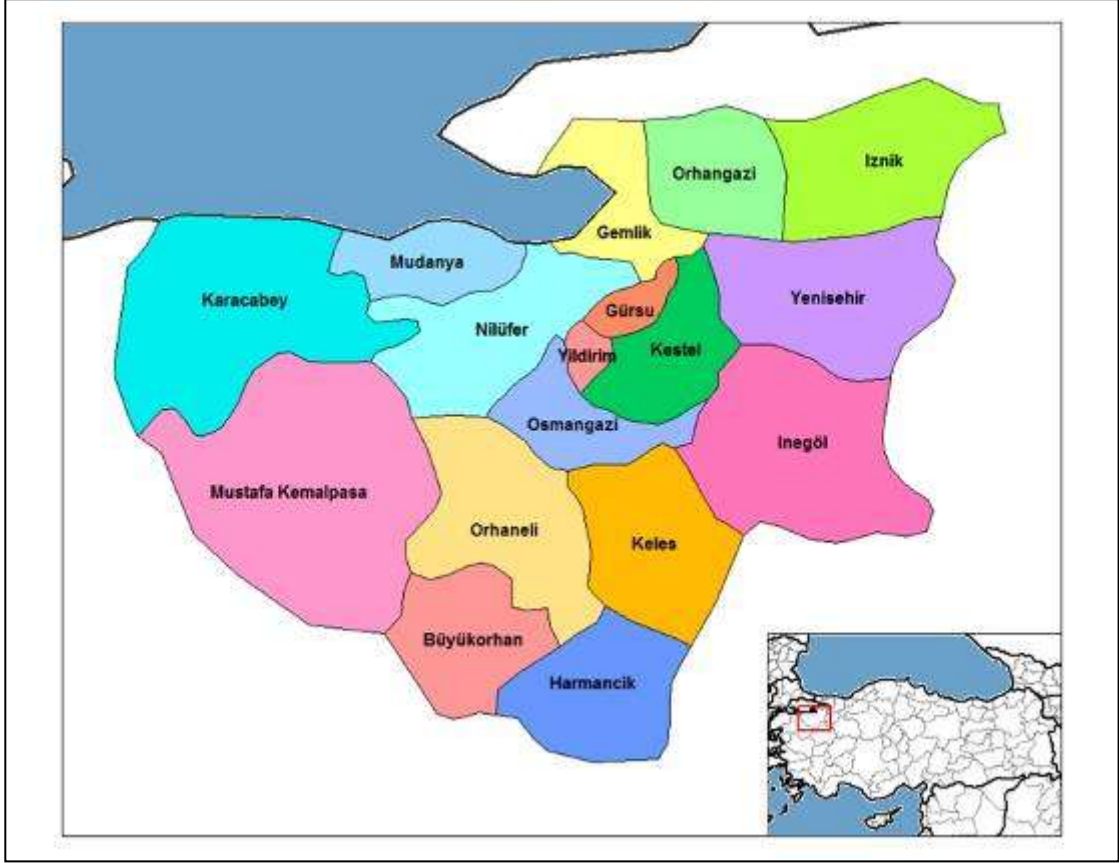 Iznik
Orhangazi
Gemlik
Mudanya
Karacabey
Yenisehir
Gürsu
Nilüfer
Kestel
Yildirim
Osmangazi
Inegöl
Mustafa Kemalpasa
Orhaneli
Keles
Büyükorhan
Harmancik